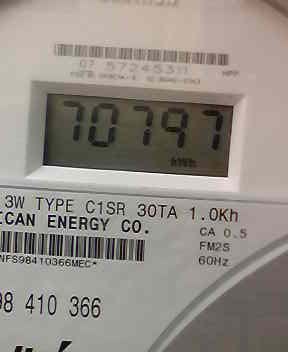 07 57245311
70797
kWh
3W TYPE C1SR 30TA 1.0Kh
ICAN ENERGY CO.
CA 0.5
FM2S
60Hz
NFS98410366MEC*
98 410 366